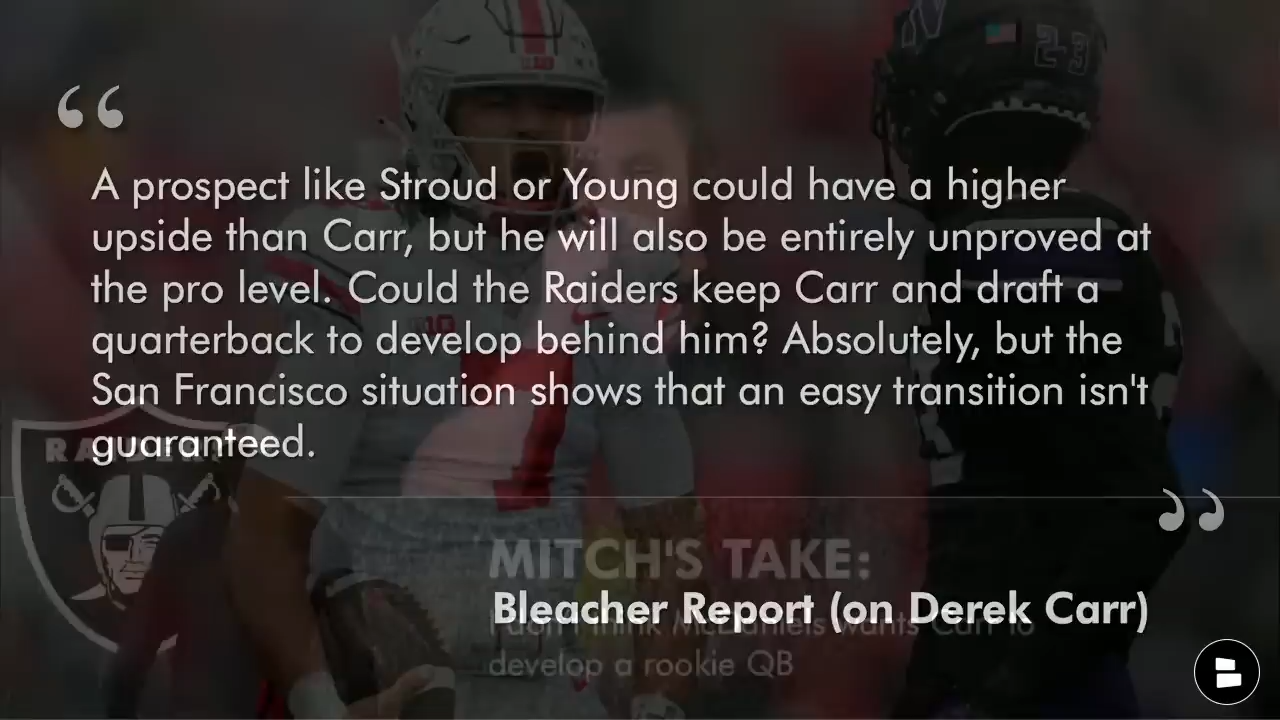 “
A prospect like Stroud or Young could have a higher
upside than Carr, but he will also be entirely unproved at
the pro level. Could the Raiders keep Carr and draft a
quarterback to develop behind him? Absolutely, but the
San Francisco situation shows that an easy transition isn't
guaranteed.
RAIDERS
”
MITCH'S TAKE:
Bleacher Report (on Derek Carr)
I don't think McDaniels wants Carr to
develop a rookie QB
23